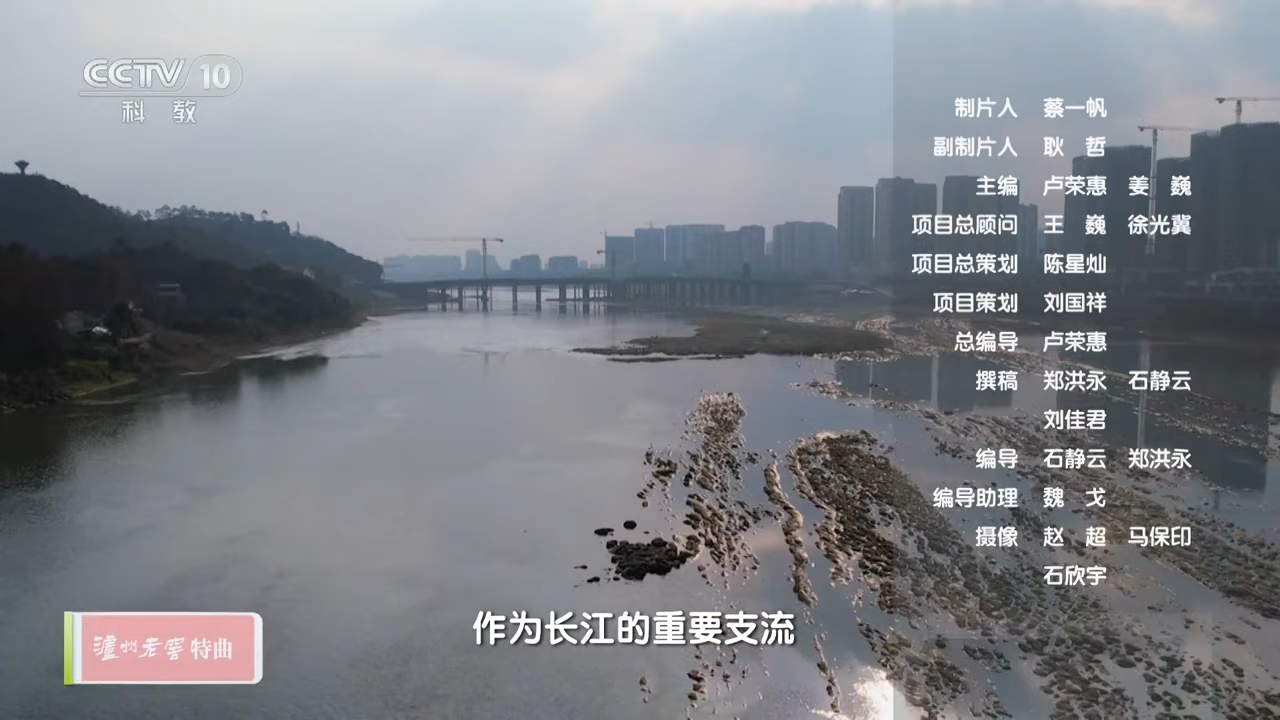 CCTV 10
科教
制片人 蔡一帆
副制片人 耿 哲
主编 卢荣惠 姜 巍
项目总顾问 王 巍 徐光冀
项目总策划 陈星灿
项目策划 刘国祥
总编导 卢荣惠
撰稿 郑洪永 石静云
刘佳君
编导 石静云 郑洪永
编导助理 魏 戈
摄像 赵 超 马保印
石欣宇
作为长江的重要支流
泸州老窖特曲